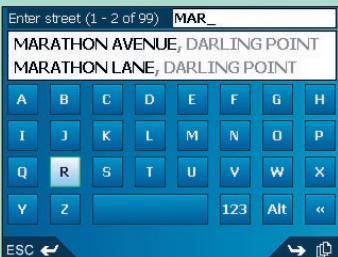 Enter street (1 - 2 of 99) MAR_
MARATHON AVENUE, DARLING POINT
MARATHON LANE, DARLING POINT
A B C D E F G H
I J K L M N O P
Q R S T U V W X
Y Z 123 Alt «
ESC